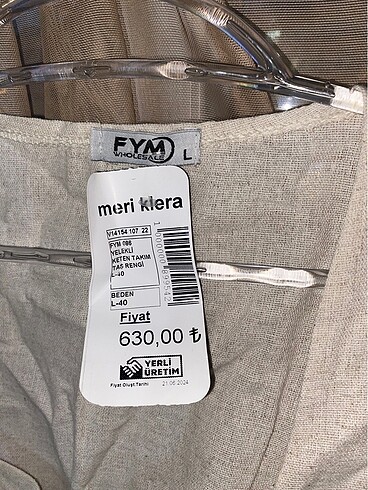 FYM
WHOLESALE
L
meri klera
V14154 107 22
FYM 086
YELEKLİ
KETEN TAKIM
TAŞ RENGİ
L-40
BEDEN
L-40
Fiyat
630,00 ₺
YERLİ
ÜRETİM
Fiyat Oluşt.Tarihi 21.06.2024